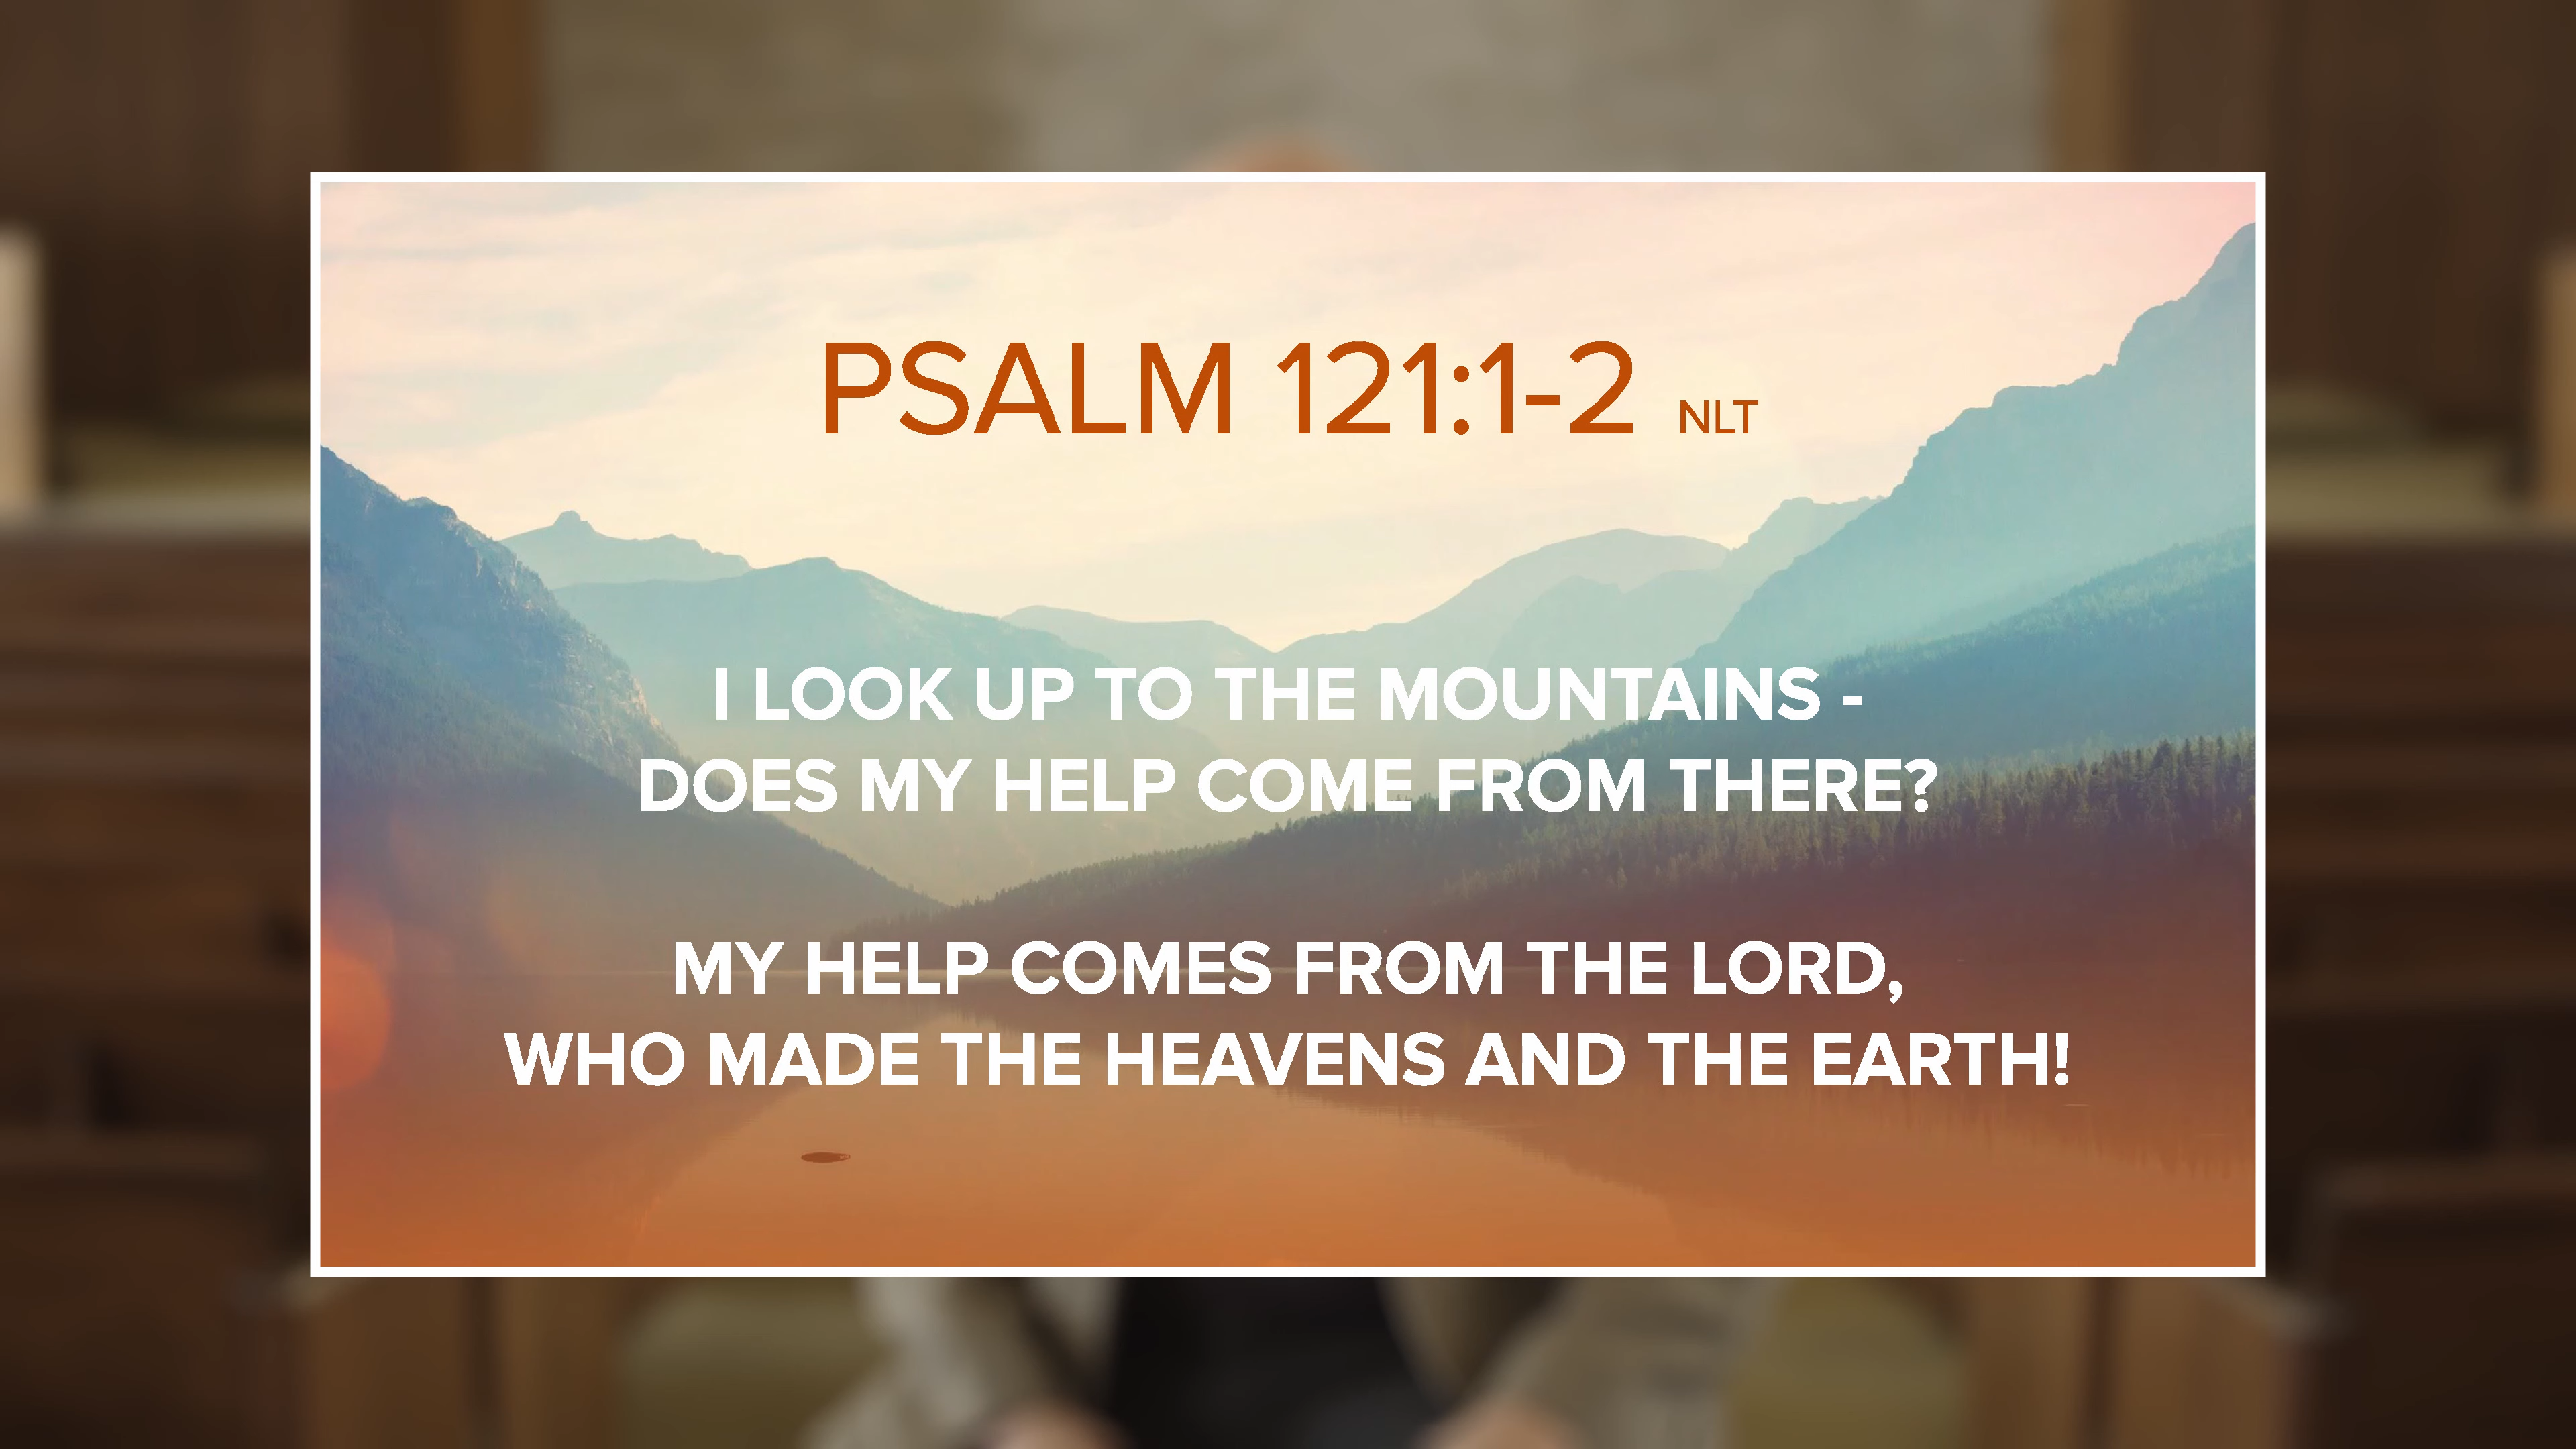 PSALM 121:1-2 NLT
I LOOK UP TO THE MOUNTAINS -
DOES MY HELP COME FROM THERE?
MY HELP COMES FROM THE LORD,
WHO MADE THE HEAVENS AND THE EARTH!